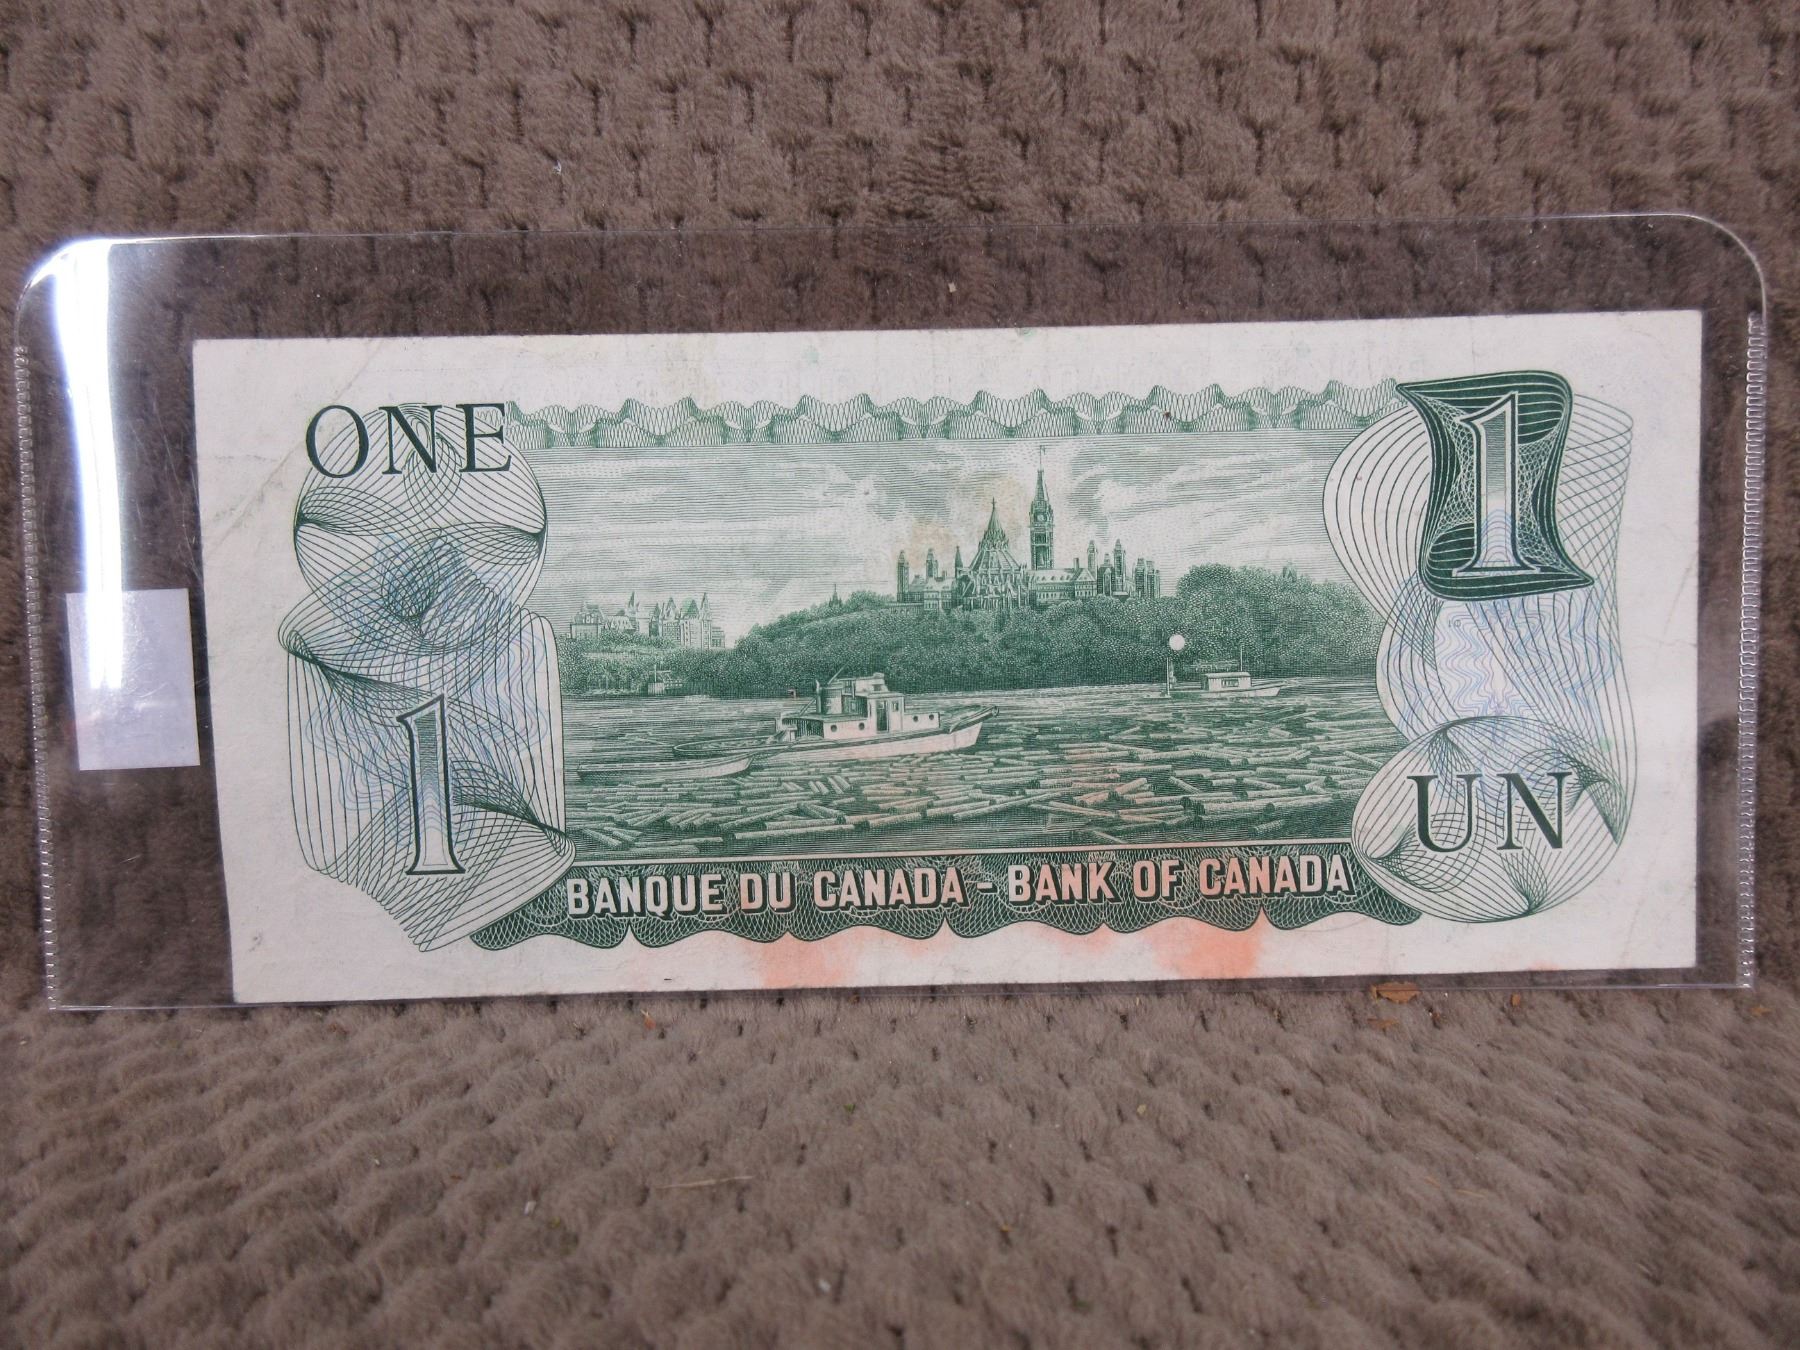 ONE
1
1
UN
BANQUE DU CANADA - BANK OF CANADA